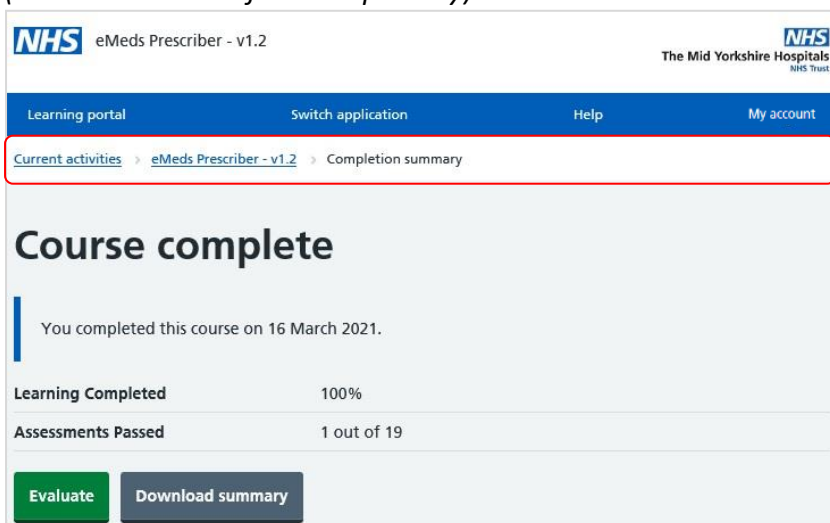 NHS eMeds Prescriber - v1.2
NHS
The Mid Yorkshire Hospitals
NHS Trust
Learning portal Switch application Help My account
Current activities > eMeds Prescriber - v1.2 > Completion summary
Course complete
You completed this course on 16 March 2021.
Learning Completed 100%
Assessments Passed 1 out of 19
Evaluate Download summary